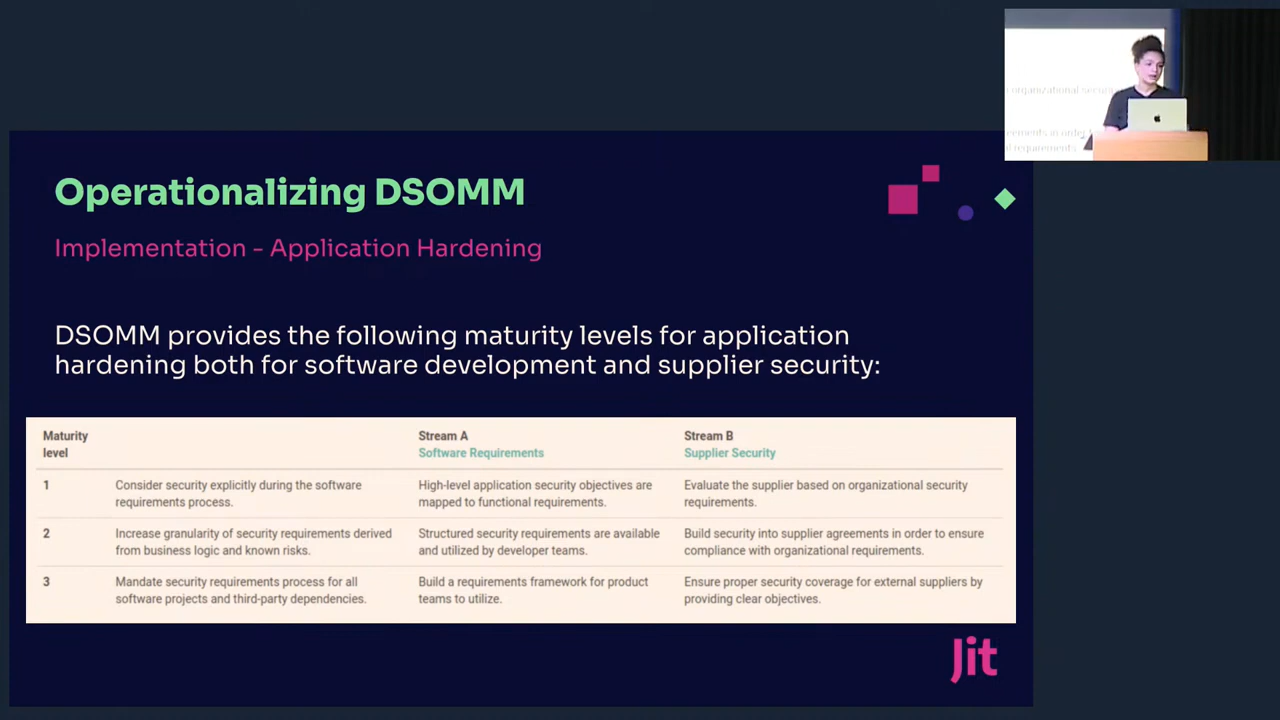 organizational secur
ements in order
l requirements
Operationalizing DSOMM
Implementation - Application Hardening
DSOMM provides the following maturity levels for application
hardening both for software development and supplier security:
Maturity
level
Stream A
Software Requirements
Stream B
Supplier Security
1
Consider security explicitly during the software
requirements process.
High-level application security objectives are
mapped to functional requirements.
Evaluate the supplier based on organizational security
requirements.
2
Increase granularity of security requirements derived
from business logic and known risks.
Structured security requirements are available
and utilized by developer teams.
Build security into supplier agreements in order to ensure
compliance with organizational requirements.
3
Mandate security requirements process for all
software projects and third-party dependencies.
Build a requirements framework for product
teams to utilize.
Ensure proper security coverage for external suppliers by
providing clear objectives.
Jit